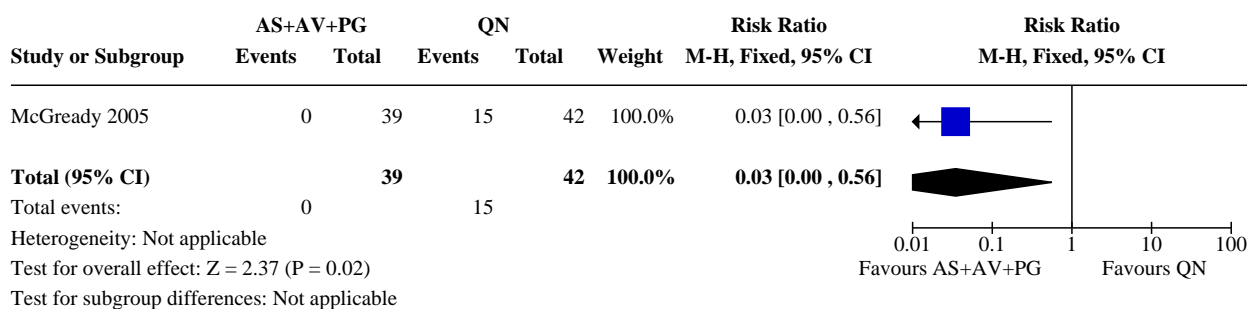 AS+AV+PG QN Risk Ratio Risk Ratio
Study or Subgroup Events Total Events Total Weight M-H, Fixed, 95% CI M-H, Fixed, 95% CI
McGready 2005 0 39 15 42 100.0% 0.03 [0.00 , 0.56]
Total (95% CI) 39 42 100.0% 0.03 [0.00 , 0.56]
Total events: 0 15
Heterogeneity: Not applicable
0.01 0.1 1 10 100
Test for overall effect: Z = 2.37 (P = 0.02)
Favours AS+AV+PG Favours QN
Test for subgroup differences: Not applicable